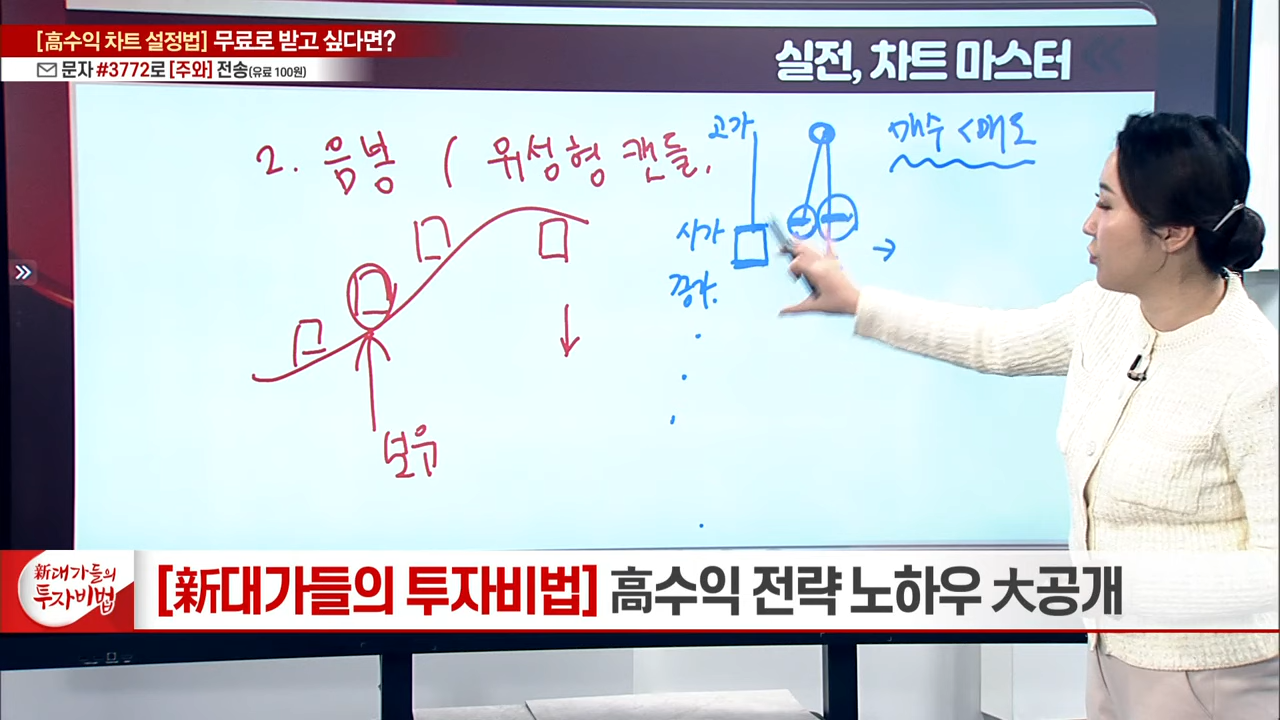 [高수익 차트 설정법] 무료로 받고 싶다면?
문자 #3772로 [주와] 전송(유료 100원)
실전, 차트 마스터
2. 음봉 ( 위성형 캔들.
고가
매수 < 매도
시가
종가.
보유
新대가들의
투자비법
[新대가들의 투자비법] 高수익 전략 노하우 大공개